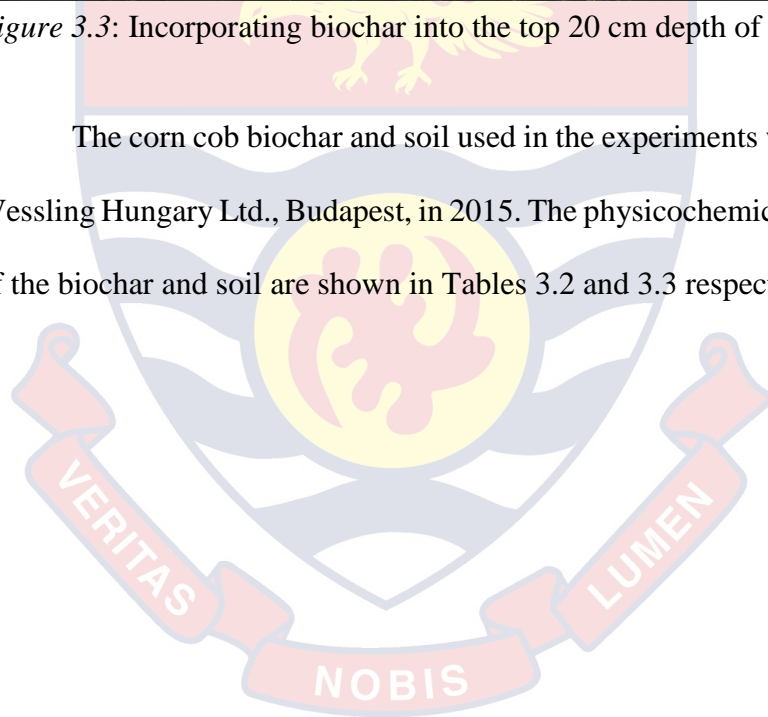 igure 3.3: Incorporating biochar into the top 20 cm depth of
The corn cob biochar and soil used in the experiments
essling Hungary Ltd., Budapest, in 2015. The physicochemic
the biochar and soil are shown in Tables 3.2 and 3.3 respect
VERITAS
NOBIS
LUMEN